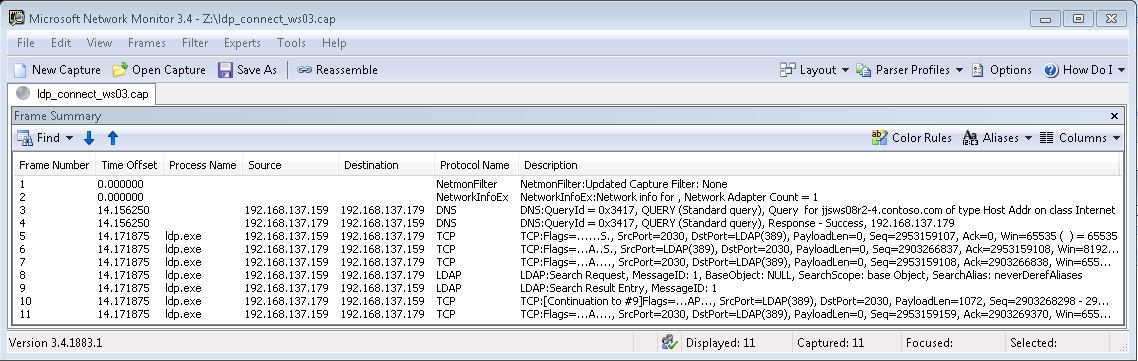 Microsoft Network Monitor 3.4 - Z:\ldp_connect_ws03.cap
File Edit View Frames Filter Experts Tools Help
New Capture Open Capture Save As Reassemble Layout Parser Profiles Options How Do I
ldp_connect_ws03.cap
Frame Summary
Find Color Rules Aliases Columns
Frame Number Time Offset Process Name Source Destination Protocol Name Description
1 0.000000 NetmonFilter NetmonFilter:Updated Capture Filter: None
2 0.000000 NetworkInfoEx NetworkInfoEx:Network info for , Network Adapter Count = 1
3 14.156250 192.168.137.159 192.168.137.179 DNS DNS:QueryId = 0x3417, QUERY (Standard query), Query for jjsws08r2-4.contoso.com of type Host Addr on class Internet
4 14.156250 192.168.137.179 192.168.137.159 DNS DNS:QueryId = 0x3417, QUERY (Standard query), Response - Success, 192.168.137.179
5 14.171875 ldp.exe 192.168.137.159 192.168.137.179 TCP TCP:Flags=......S., SrcPort=2030, DstPort=LDAP(389), PayloadLen=0, Seq=2953159107, Ack=0, Win=65535 ( ) = 65535
6 14.171875 ldp.exe 192.168.137.179 192.168.137.159 TCP TCP:Flags=...A..S., SrcPort=LDAP(389), DstPort=2030, PayloadLen=0, Seq=2903266837, Ack=2953159108, Win=8192...
7 14.171875 ldp.exe 192.168.137.159 192.168.137.179 TCP TCP:Flags=...A...., SrcPort=2030, DstPort=LDAP(389), PayloadLen=0, Seq=2953159108, Ack=2903266838, Win=655...
8 14.171875 ldp.exe 192.168.137.159 192.168.137.179 LDAP LDAP:Search Request, MessageID: 1, BaseObject: NULL, SearchScope: base Object, SearchAlias: neverDerefAliases
9 14.171875 ldp.exe 192.168.137.179 192.168.137.159 LDAP LDAP:Search Result Entry, MessageID: 1
10 14.171875 ldp.exe 192.168.137.179 192.168.137.159 TCP TCP:[Continuation to #9]Flags=...AP..., SrcPort=LDAP(389), DstPort=2030, PayloadLen=1072, Seq=2903268298 - 29...
11 14.171875 ldp.exe 192.168.137.159 192.168.137.179 TCP TCP:Flags=...A...., SrcPort=2030, DstPort=LDAP(389), PayloadLen=0, Seq=2953159159, Ack=2903269370, Win=655...
Version 3.4.1883.1 Displayed: 11 Captured: 11 Focused: Selected: